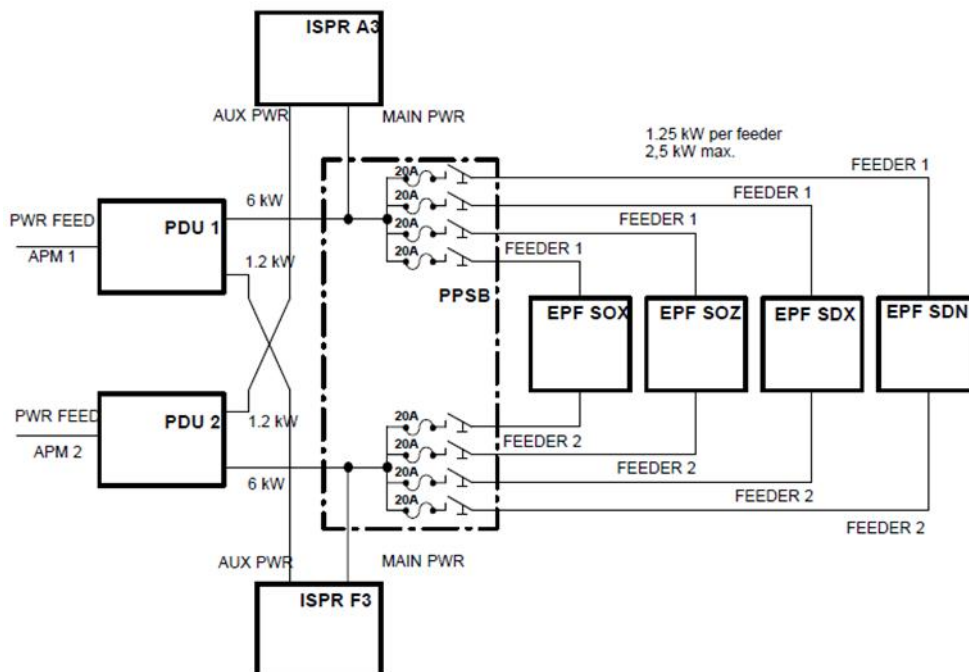 ISPR A3
AUX PWR
MAIN PWR
1.25 kW per feeder
2,5 kW max.
20A
FEEDER 1
6 kW
20A
FEEDER 1
PWR FEED
PDU 1
20A
FEEDER 1
APM 1
1.2 kW
20A
FEEDER 1
PPSB
EPF SOX
EPF SOZ
EPF SDX
EPF SDN
PWR FEED
PDU 2
1.2 kW
20A
FEEDER 2
APM 2
20A
FEEDER 2
6 kW
20A
FEEDER 2
20A
FEEDER 2
AUX PWR
MAIN PWR
ISPR F3